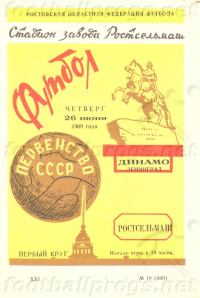 РОСТОВСКАЯ ОБЛАСТНАЯ ФЕДЕРАЦИЯ ФУТБОЛА
Стадион завода Ростсельмаш
футбол
ЧЕТВЕРГ
26 июня
1969 года
ПЕРВЕНСТВО
СССР
ДИНАМО
ЛЕНИНГРАД
РОСТСЕЛЬМАШ
ПЕРВЫЙ КРУГ
Начало игры в 19 часов
XXI
№ 10
footballprogs.net